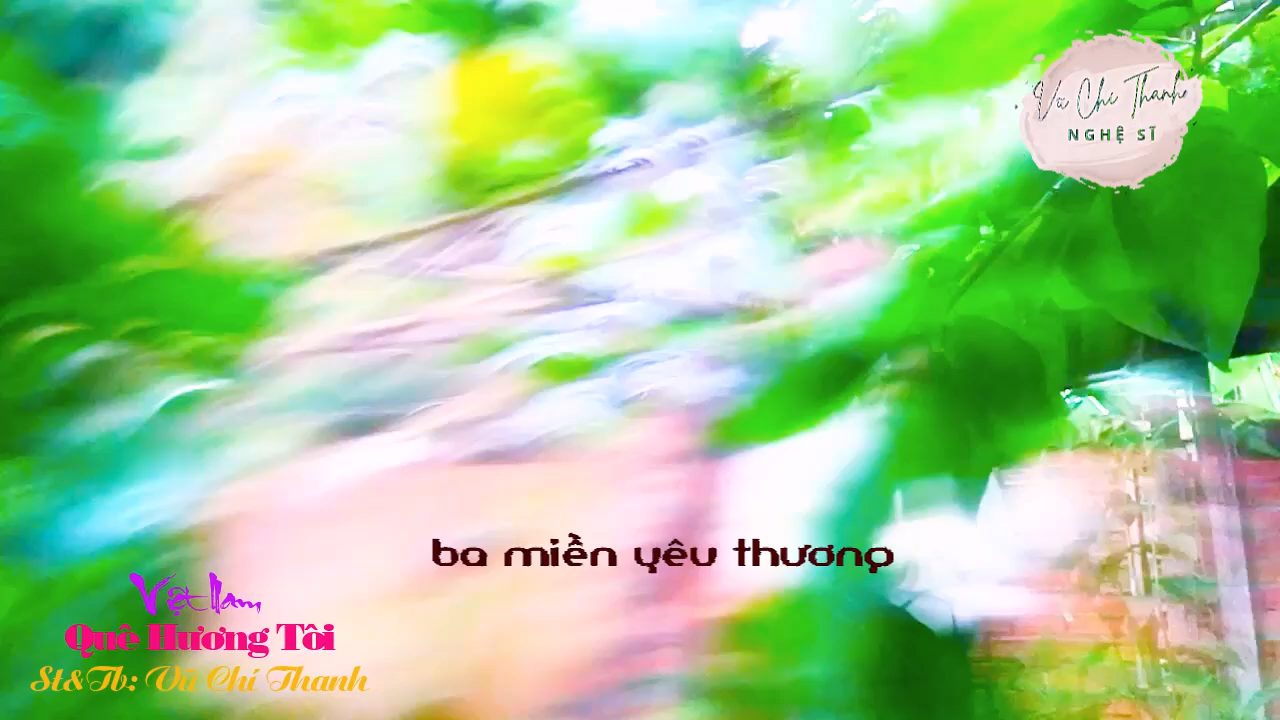 Vũ Chí Thanh
NGHỆ SĨ
ba miền yêu thương
Việt Nam
Quê Hương Tôi
St&Tb: Vũ Chí Thanh